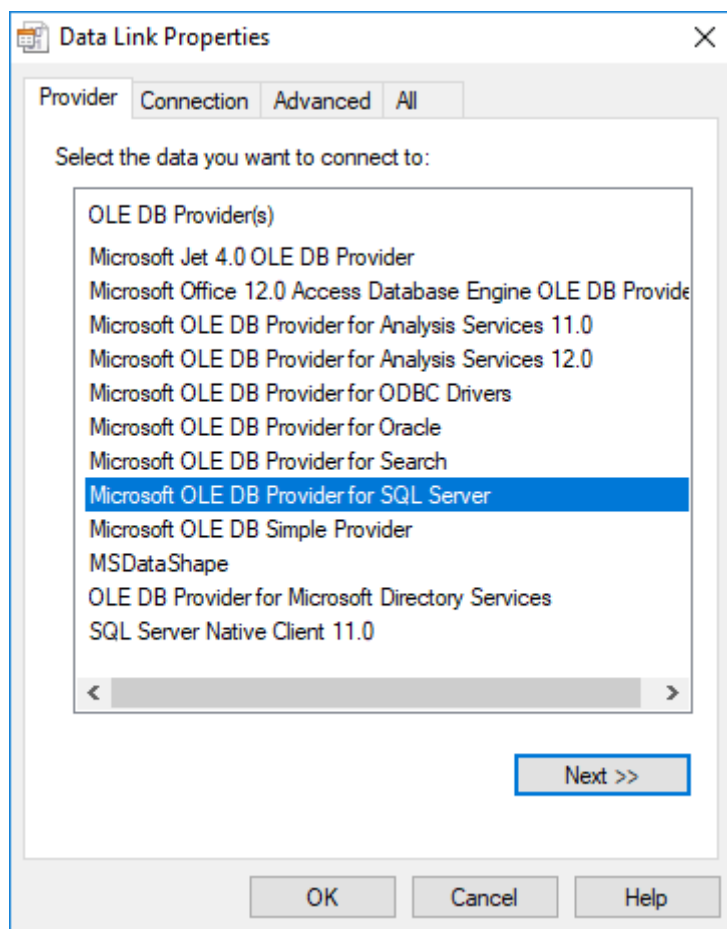 Data Link Properties
Provider Connection Advanced All
Select the data you want to connect to:
OLE DB Provider(s)
Microsoft Jet 4.0 OLE DB Provider
Microsoft Office 12.0 Access Database Engine OLE DB Provide
Microsoft OLE DB Provider for Analysis Services 11.0
Microsoft OLE DB Provider for Analysis Services 12.0
Microsoft OLE DB Provider for ODBC Drivers
Microsoft OLE DB Provider for Oracle
Microsoft OLE DB Provider for Search
Microsoft OLE DB Provider for SQL Server
Microsoft OLE DB Simple Provider
MSDataShape
OLE DB Provider for Microsoft Directory Services
SQL Server Native Client 11.0
Next >>
OK Cancel Help